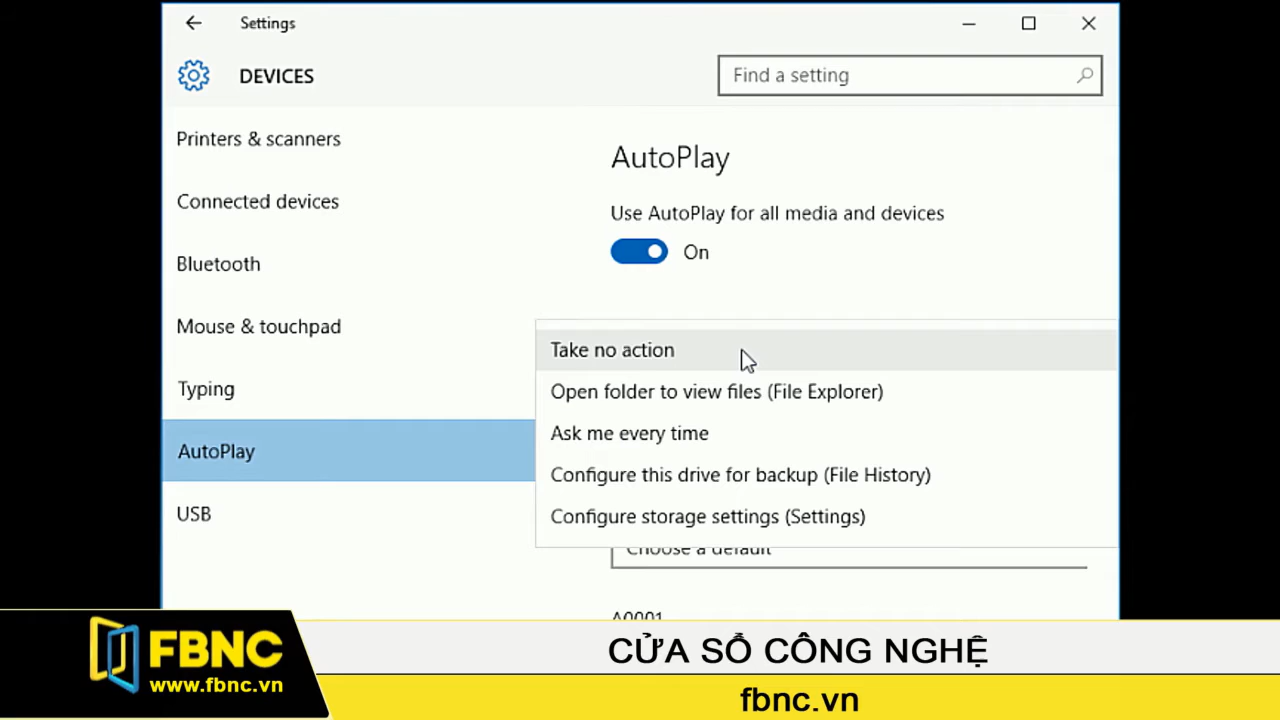 Settings
DEVICES
Find a setting
Printers & scanners
Connected devices
Bluetooth
Mouse & touchpad
Typing
AutoPlay
USB
AutoPlay
Use AutoPlay for all media and devices
On
Take no action
Open folder to view files (File Explorer)
Ask me every time
Configure this drive for backup (File History)
Configure storage settings (Settings)
Choose a default
A0001
FBNC
www.fbnc.vn
CỬA SỔ CÔNG NGHỆ
fbnc.vn